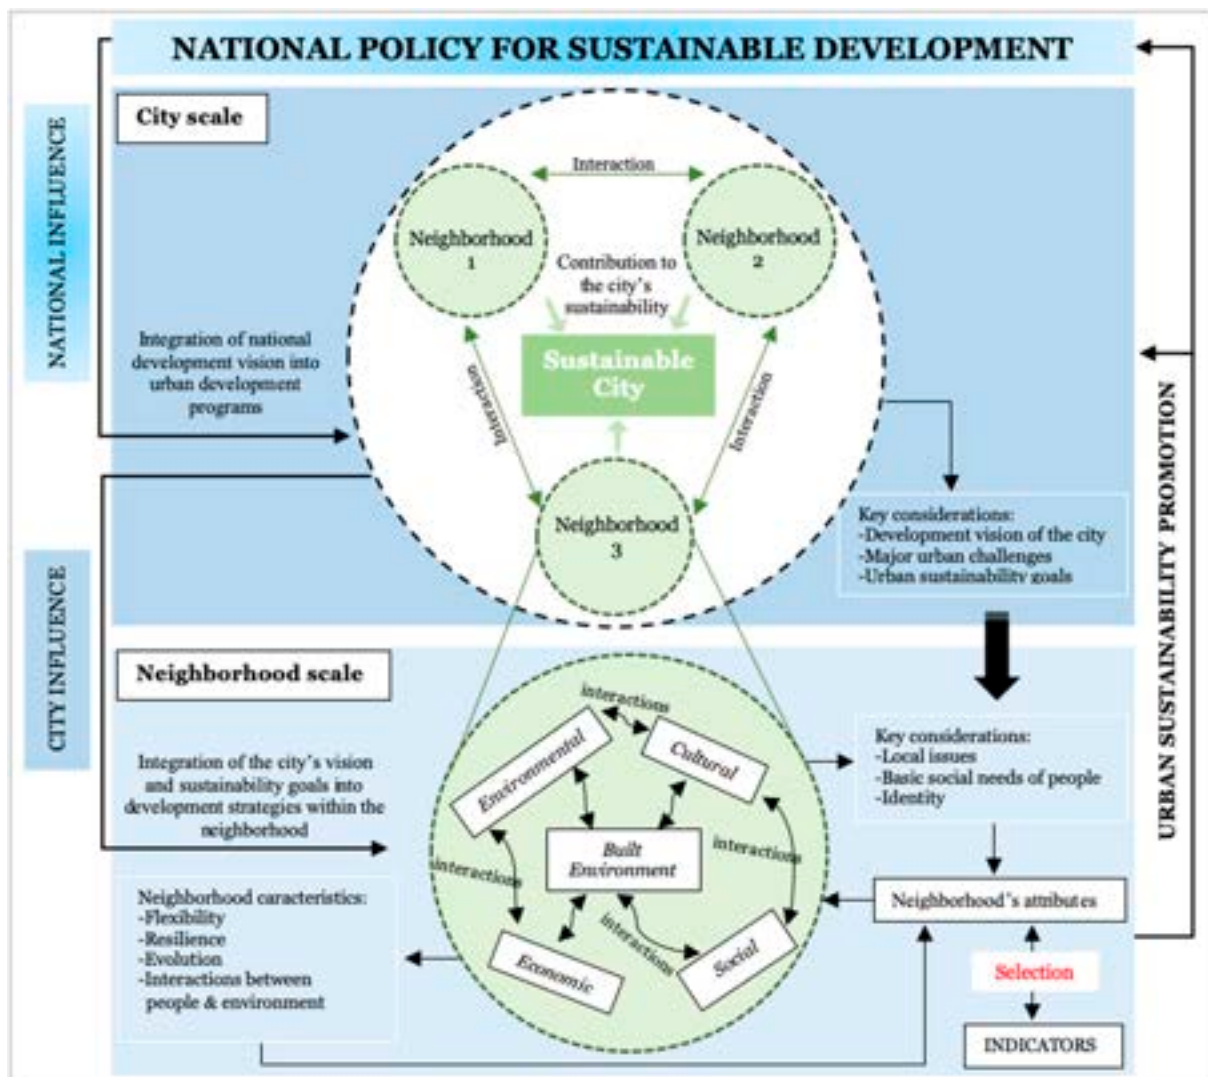 NATIONAL POLICY FOR SUSTAINABLE DEVELOPMENT
NATIONAL INFLUENCE
City scale
Interaction
Neighborhood
1
Neighborhood
2
Contribution to
the city's
sustainability
Sustainable
City
Interaction
Interaction
Neighborhood
3
Integration of national
development vision into
urban development
programs
Key considerations:
-Development vision of the city
-Major urban challenges
-Urban sustainability goals
URBAN SUSTAINABILITY PROMOTION
CITY INFLUENCE
Neighborhood scale
Integration of the city's vision
and sustainability goals into
development strategies within the
neighborhood
interactions
Environmental
Cultural
Built
Environment
interactions
interactions
interactions
Economic
Social
Key considerations:
-Local issues
-Basic social needs of people
-Identity
Neighborhood's attributes
Selection
INDICATORS
Neighborhood caracteristics:
-Flexibility
-Resilience
-Evolution
-Interactions between
people & environment